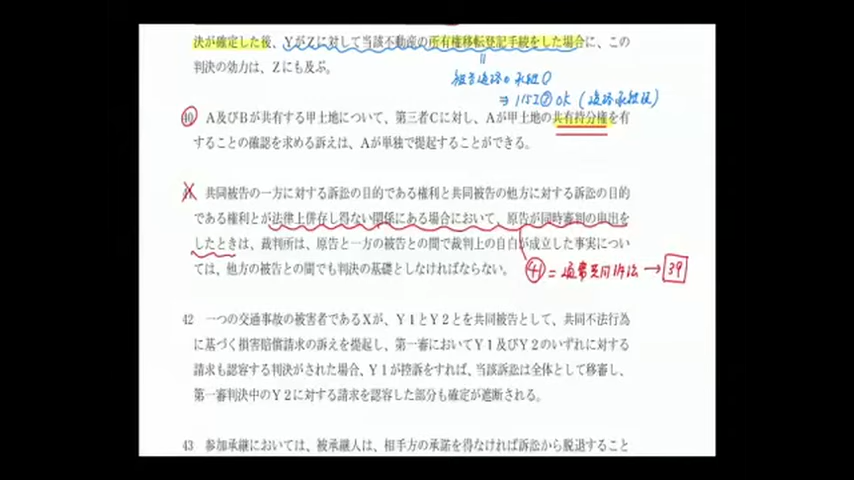 決が確定した後、YがZに対して当該不動産の所有権移転登記手続をした場合に、この
判決の効力は、Zにも及ぶ。
⇒ 115Ⅰ③ OK (
40 A及びBが共有する甲土地について、第三者Cに対し、Aが甲土地の共有持分権を有
することの確認を求める訴えは、Aが単独で提起することができる。
41 共同被告の一方に対する訴訟の目的である権利と共同被告の他方に対する訴訟の目的
である権利とが法律上併存し得ない関係にある場合において、原告が同時審判の申出を
したときは、裁判所は、原告と一方の被告との間で裁判上の自白が成立した事実につい
ては、他方の被告との間でも判決の基礎としなければならない。
㊶ = 通常共同訴訟 → 39
42 一つの交通事故の被害者であるXが、Y1とY2とを共同被告として、共同不法行為
に基づく損害賠償請求の訴えを提起し、第一審においてY1及びY2のいずれに対する
請求も認容する判決がされた場合、Y1が控訴をすれば、当該訴訟は全体として移審し、
第一審判決中のY2に対する請求を認容した部分も確定が遮断される。
43 参加承継においては、被承継人は、相手方の承諾を得なければ訴訟から脱退すること